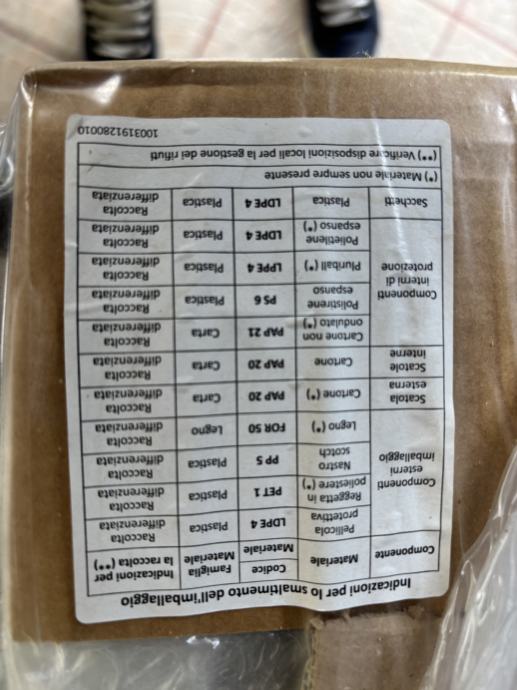 Indicazioni per lo smaltimento dell'imballaggio
Componente Materiale Codice Materiale Famiglia Materiale Indicazioni per la raccolta (**)
Componenti esterni imballaggio Pellicola protettiva LDPE 4 Plastica Raccolta differenziata
Reggetta in poliestere (*) PET 1 Plastica Raccolta differenziata
Nastro scotch PP 5 Plastica Raccolta differenziata
Legno (*) FOR 50 Legno Raccolta differenziata
Scatola esterna Cartone (*) PAP 20 Carta Raccolta differenziata
Scatole interne Cartone PAP 20 Carta Raccolta differenziata
Componenti interni di protezione Cartone non ondulato (*) PAP 21 Carta Raccolta differenziata
Polistirene espanso PS 6 Plastica Raccolta differenziata
Pluriball (*) LPPE 4 Plastica Raccolta differenziata
Polietilene espanso (*) LDPE 4 Plastica Raccolta differenziata
Sacchetti Plastica LDPE 4 Plastica Raccolta differenziata
(*) Materiale non sempre presente
(**) Verificare disposizioni locali per la gestione dei rifiuti
1003191280010